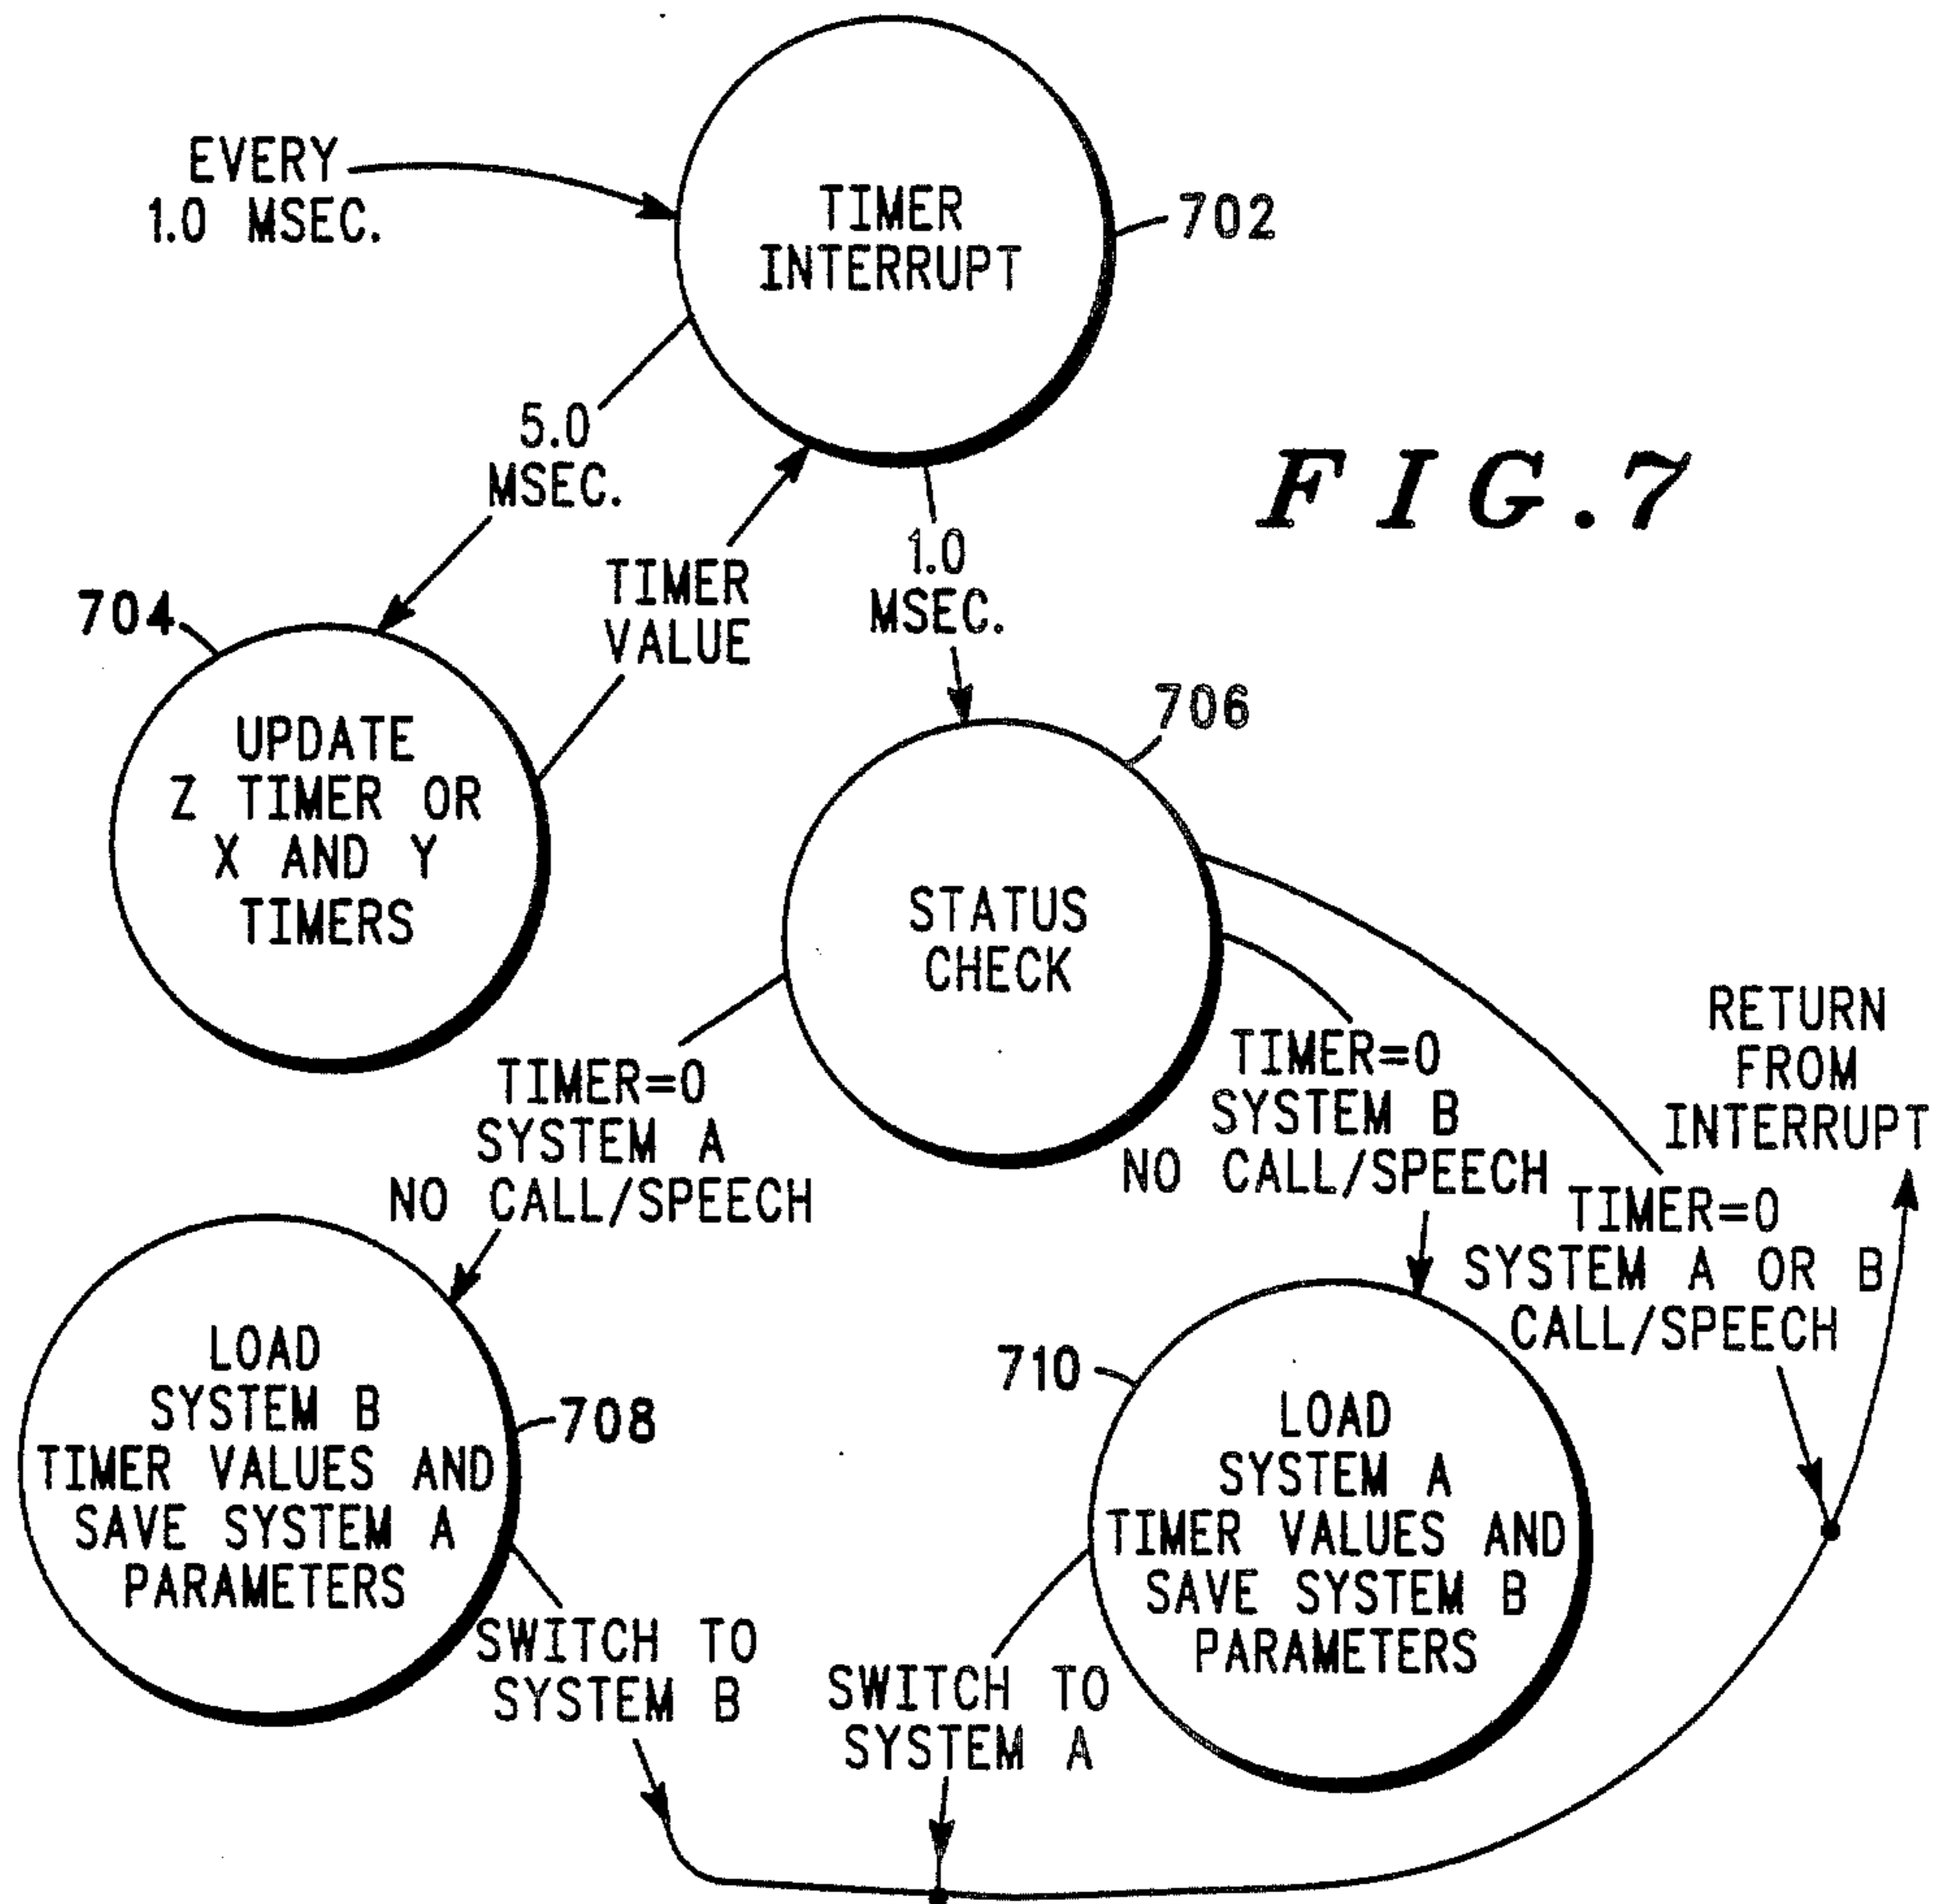 EVERY
1.0 MSEC.
TIMER
INTERRUPT
702
5.0
MSEC.
FIG. 7
1.0
MSEC.
TIMER
VALUE
704
706
UPDATE
Z TIMER OR
X AND Y
TIMERS
STATUS
CHECK
RETURN
FROM
INTERRUPT
TIMER=0
SYSTEM A
NO CALL/SPEECH
TIMER=0
SYSTEM B
NO CALL/SPEECH
TIMER=0
SYSTEM A OR B
CALL/SPEECH
LOAD
SYSTEM B
TIMER VALUES AND
SAVE SYSTEM A
PARAMETERS
708
710
LOAD
SYSTEM A
TIMER VALUES AND
SAVE SYSTEM B
PARAMETERS
SWITCH TO
SYSTEM B
SWITCH TO
SYSTEM A